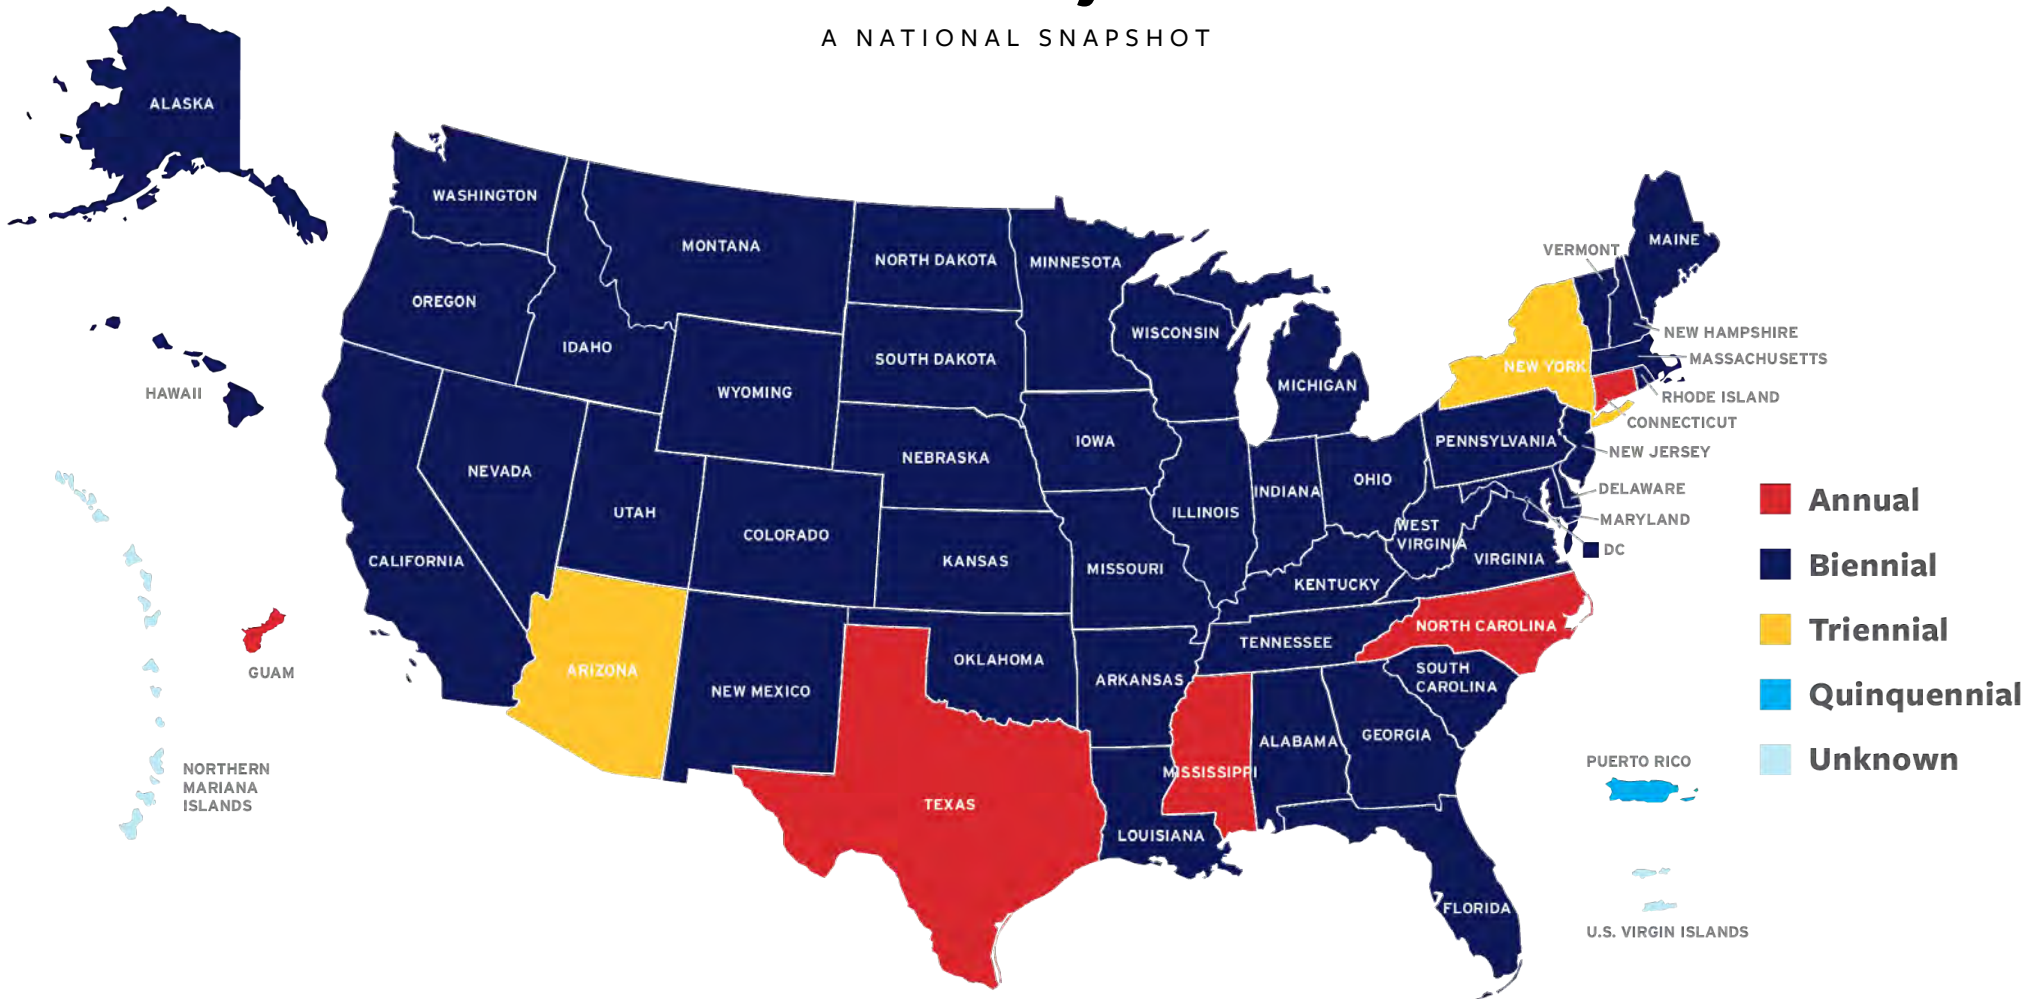 A NATIONAL SNAPSHOT
ALASKA
WASHINGTON
MONTANA
NORTH DAKOTA
MINNESOTA
VERMONT
MAINE
OREGON
IDAHO
WYOMING
SOUTH DAKOTA
WISCONSIN
MICHIGAN
NEW YORK
NEW HAMPSHIRE
MASSACHUSETTS
RHODE ISLAND
CONNECTICUT
HAWAII
NEVADA
UTAH
COLORADO
NEBRASKA
IOWA
ILLINOIS
INDIANA
OHIO
PENNSYLVANIA
NEW JERSEY
DELAWARE
MARYLAND
DC
CALIFORNIA
KANSAS
MISSOURI
KENTUCKY
WEST
VIRGINIA
VIRGINIA
GUAM
ARIZONA
NEW MEXICO
OKLAHOMA
ARKANSAS
TENNESSEE
NORTH CAROLINA
SOUTH
CAROLINA
TEXAS
LOUISIANA
MISSISSIPPI
ALABAMA
GEORGIA
FLORIDA
NORTHERN
MARIANA
ISLANDS
PUERTO RICO
U.S. VIRGIN ISLANDS
Annual
Biennial
Triennial
Quinquennial
Unknown